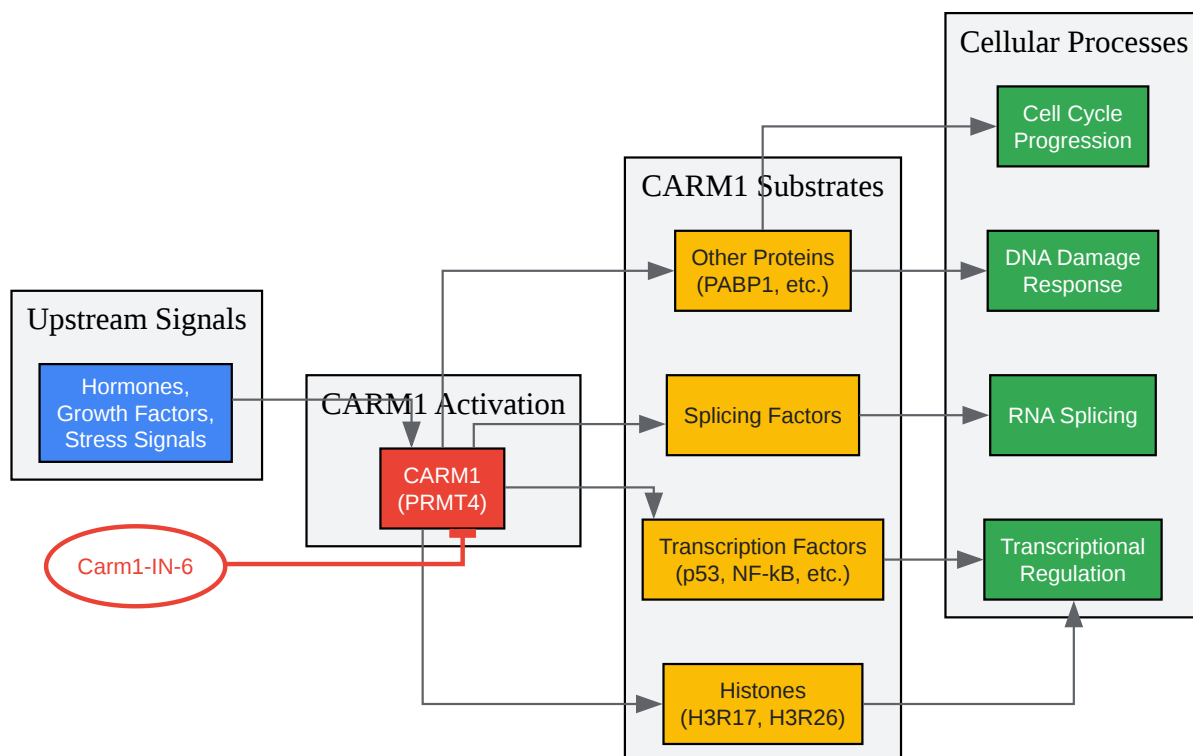 Upstream Signals
Hormones,
Growth Factors,
Stress Signals
Carm1-IN-6
CARM1 Activation
CARM1
(PRMT4)
CARM1 Substrates
Other Proteins
(PABP1, etc.)
Splicing Factors
Transcription Factors
(p53, NF-kB, etc.)
Histones
(H3R17, H3R26)
Cellular Processes
Cell Cycle
Progression
DNA Damage
Response
RNA Splicing
Transcriptional
Regulation